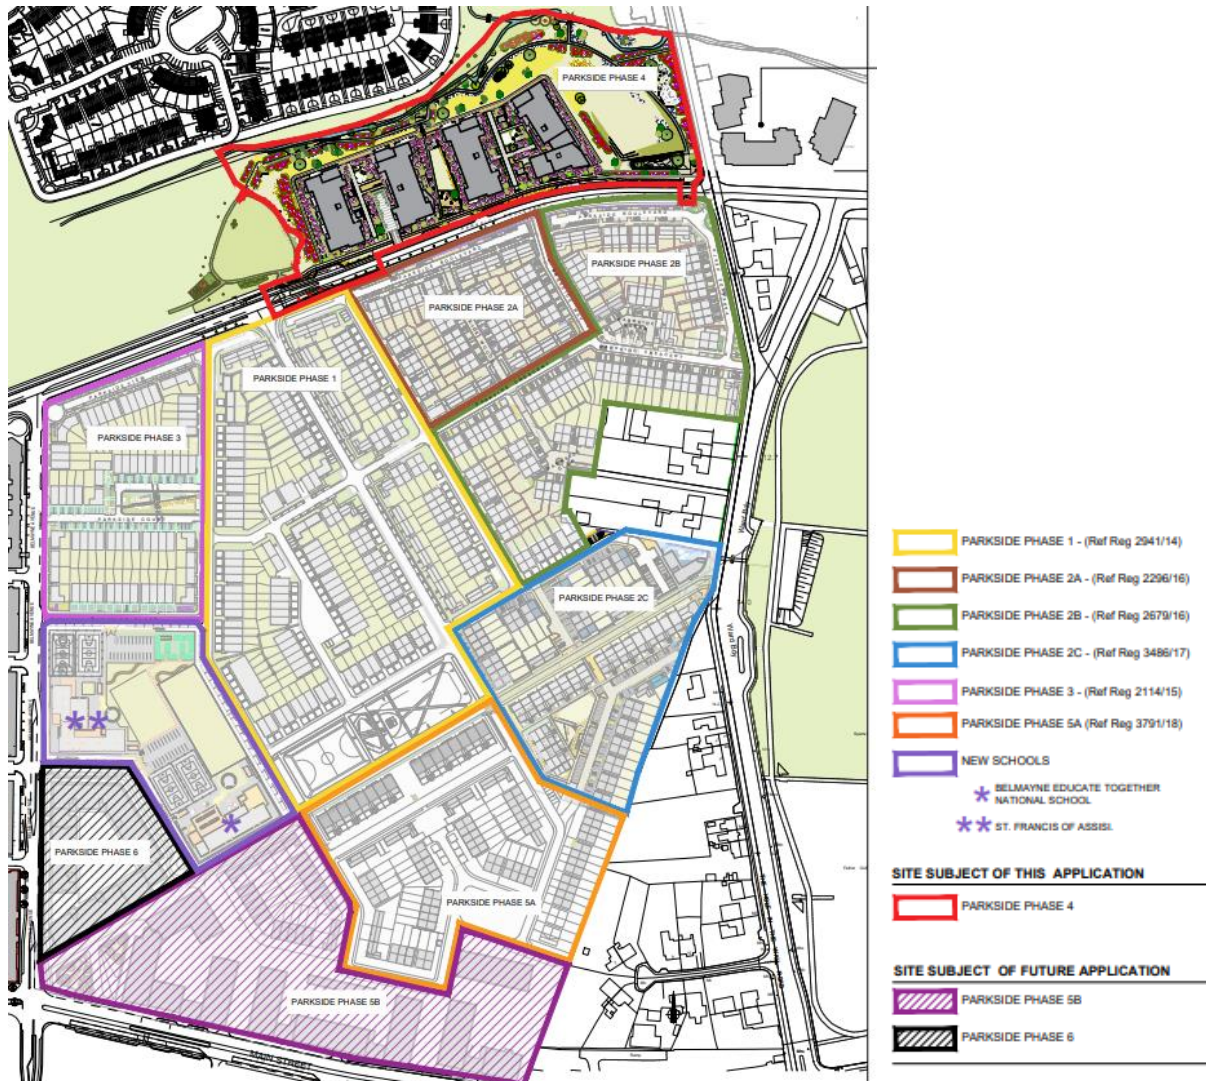 PARKSIDE PHASE 4
PARKSIDE PHASE 2B
PARKSIDE PHASE 2A
PARKSIDE PHASE 1
PARKSIDE PHASE 3
PARKSIDE COURT
PARKSIDE PHASE 2C
PARKSIDE PHASE 6
PARKSIDE PHASE 5A
PARKSIDE PHASE 5B
MAIN STREET
PARKSIDE PHASE 1 - (Ref Reg 2941/14)
PARKSIDE PHASE 2A - (Ref Reg 2296/16)
PARKSIDE PHASE 2B - (Ref Reg 2679/16)
PARKSIDE PHASE 2C - (Ref Reg 3486/17)
PARKSIDE PHASE 3 - (Ref Reg 2114/15)
PARKSIDE PHASE 5A (Ref Reg 3791/18)
NEW SCHOOLS
* BELMAYNE EDUCATE TOGETHER
NATIONAL SCHOOL
** ST. FRANCIS OF ASSISI.
SITE SUBJECT OF THIS APPLICATION
PARKSIDE PHASE 4
SITE SUBJECT OF FUTURE APPLICATION
PARKSIDE PHASE 5B
PARKSIDE PHASE 6